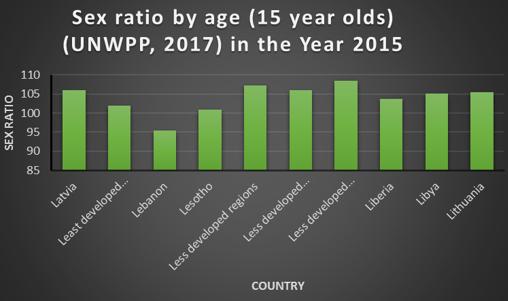 Sex ratio by age (15 year olds)
(UNWPP, 2017) in the Year 2015
SEX RATIO
110
105
100
95
90
85
Latvia
Least developed...
Lebanon
Lesotho
Less developed regions
Less developed...
Less developed...
Liberia
Libya
Lithuania
COUNTRY